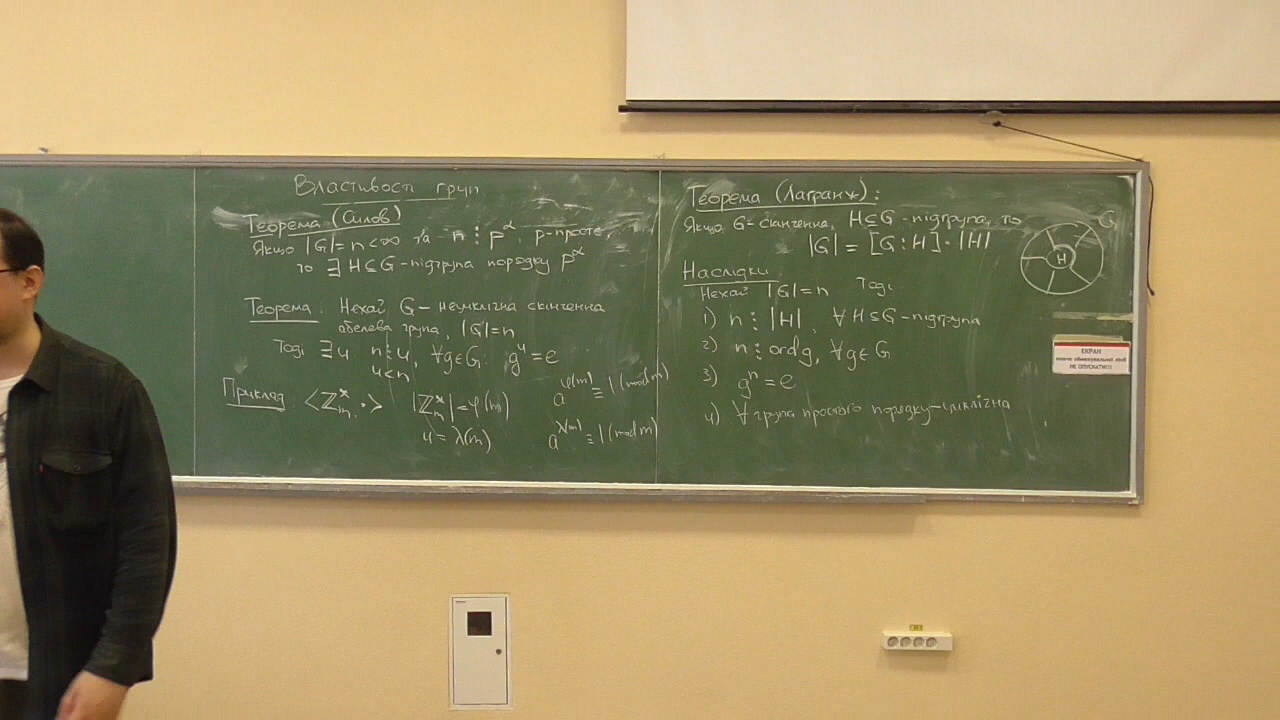 Властивості груп
Теорема (Силов)
Якщо |G|=n<∞ та n⋮p^α, p-просте,
то ∃ H⊆G-підгрупа порядку p^α
Теорема. Нехай G – нециклічна скінченна
абелева група, |G|=n
Тоді ∃u n⋮u, ∀g∈G: g^u=e
u<n
Приклад: <ℤ_m^×, ·> |ℤ_m^×|=φ(m) a^φ(m)≡1(mod m)
u=λ(m) a^λ(m)≡1(mod m)
Теорема (Лагранж):
Якщо G-скінченна, H⊆G-підгрупа, то
|G| = [G:H]·|H|
G
H
Наслідки
Нехай |G|=n Тоді
1) n⋮|H|, ∀H⊆G-підгрупа
2) n⋮ord g, ∀g∈G
3) g^n=e
4) ∀ група простого порядку-циклічна
ЕКРАН
НЕ ОПУСКАТИ!!!